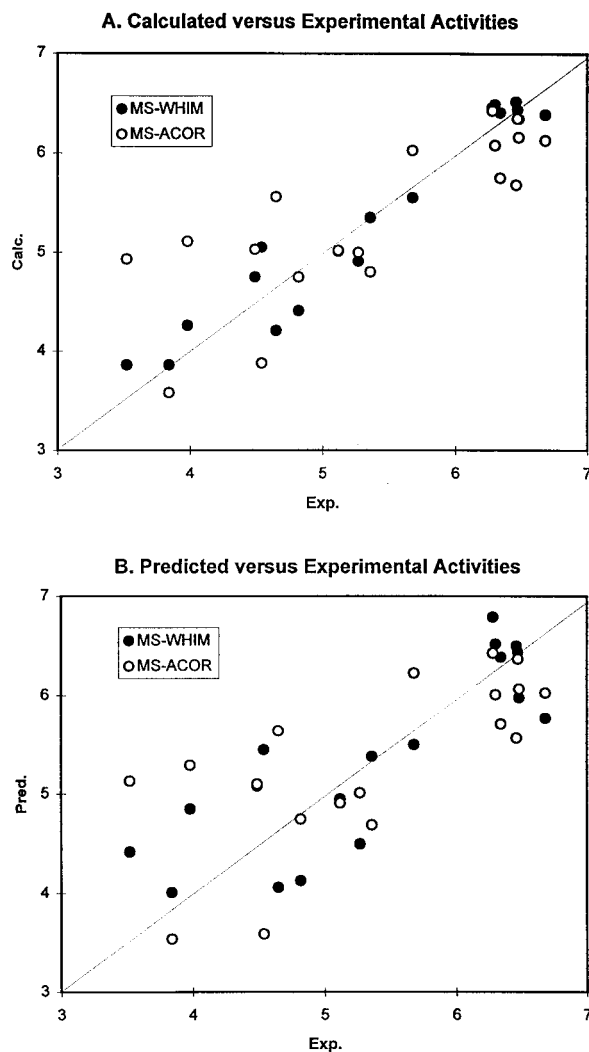 A. Calculated versus Experimental Activities
7
MS-WHIM
MS-ACOR
6
Calc.
5
4
3
3 4 5 6 7
Exp.
B. Predicted versus Experimental Activities
7
MS-WHIM
MS-ACOR
6
Pred.
5
4
3
3 4 5 6 7
Exp.